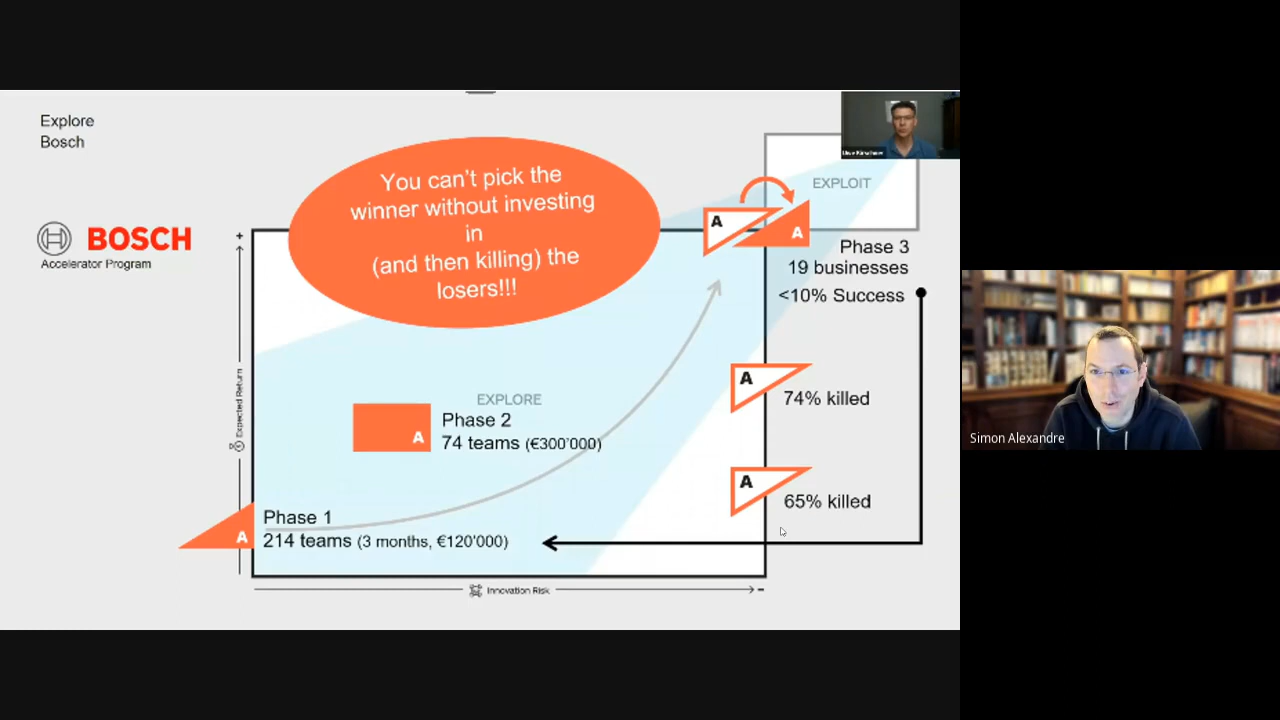 Explore
Bosch
BOSCH
Accelerator Program
You can't pick the
winner without investing
in
(and then killing) the
losers!!!
EXPLOIT
A
A
Phase 3
19 businesses
<10% Success
+
Expected Return
EXPLORE
A
Phase 2
74 teams (€300'000)
A
74% killed
A
65% killed
A
Phase 1
214 teams (3 months, €120'000)
Innovation Risk
-
Simon Alexandre